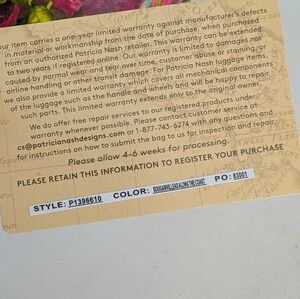 our item carries a one-year limited warranty against manufacturer's defects
in material or workmanship from the date of purchase, when purchased
from an authorized Patricia Nash retailer. This warranty can be extended
to two years if registered online. Our warranty is limited to damages not
caused by normal wear and tear over time, customer abuse or staining, or
airline handling or other transit damage. For Patricia Nash luggage items,
we also provide a limited warranty which covers all mechanical components
of the luggage such as the handle and wheels and will be happy to repair
such parts. This limited warranty extends only to the original owner.
We do offer free repair services to our registered products under
warranty whenever possible. Please contact customer service at
cs@patricianashdesigns.com or 1-877-745-6274 with any questions and
for instructions on how to submit the bag to us for inspection and repair.
Please allow 4-6 weeks for processing.
PLEASE RETAIN THIS INFORMATION TO REGISTER YOUR PURCHASE
STYLE: P1396610 COLOR: BOUGAINVILLEA ALONG THE COAST PO: 83001